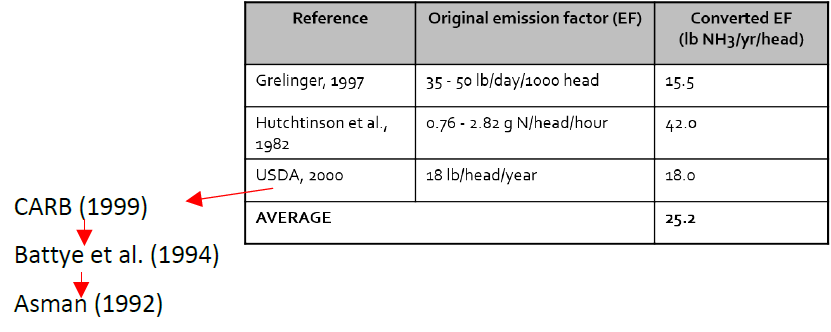 Reference Original emission factor (EF) Converted EF
(lb NH3/yr/head)
Grelinger, 1997 35 - 50 lb/day/1000 head 15.5
Hutchtinson et al., 0.76 - 2.82 g N/head/hour 42.0
1982
USDA, 2000 18 lb/head/year 18.0
AVERAGE 25.2
CARB (1999)
Battye et al. (1994)
Asman (1992)